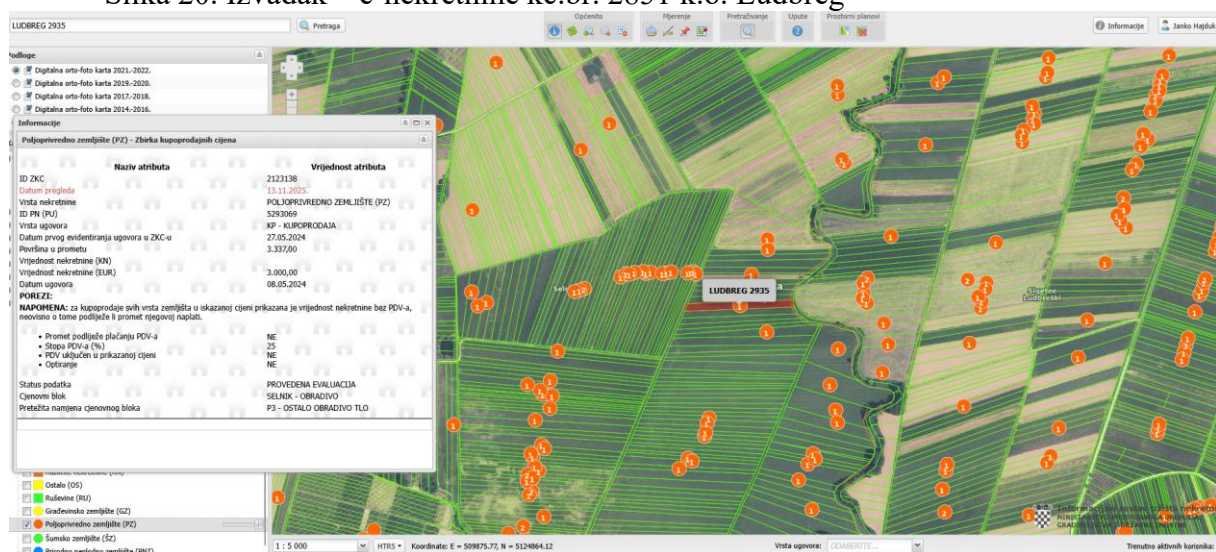 Slika 20. Izvadak – e-nekretnine kč.br. 2851 k.o. Ludbreg
LUDBREG 2935
Pretraga
Općenito
Mjerenje
Pretraživanje
Upute
Prostorni planovi
Informacije
Janko Hajduk
Podloge
Digitalna orto-foto karta 2021.-2022.
Digitalna orto-foto karta 2019.-2020.
Digitalna orto-foto karta 2017.-2018.
Digitalna orto-foto karta 2014.-2016.
Informacije
Poljoprivredno zemljište (PZ) - Zbirka kupoprodajnih cijena
Naziv atributa Vrijednost atributa
ID ZKC 2123138
Datum pregleda 13.11.2025.
Vrsta nekretnine POLJOPRIVREDNO ZEMLJIŠTE (PZ)
ID PN (PU) 5293069
Vrsta ugovora KP - KUPOPRODAJA
Datum prvog evidentiranja ugovora u ZKC-u 27.05.2024
Površina u prometu 3.337,00
Vrijednost nekretnine (KN)
Vrijednost nekretnine (EUR) 3.000,00
Datum ugovora 08.05.2024
POREZI:
NAPOMENA: za kupoprodaje svih vrsta zemljišta u iskazanoj cijeni prikazana je vrijednost nekretnine bez PDV-a,
neovisno o tome podliježe li promet njegovoj naplati.
• Promet podliježe plaćanju PDV-a NE
• Stopa PDV-a (%) 25
• PDV uključen u prikazanoj cijeni NE
• Optiranje NE
Status podatka PROVEDENA EVALUACIJA
Cjenovni blok SELNIK - OBRADIVO
Pretežita namjena cjenovnog bloka P3 - OSTALO OBRADIVO TLO
LUDBREG 2935
Sigetec
Ludbreški
Ostalo (OS)
Ruševine (RU)
Građevinsko zemljište (GZ)
Poljoprivredno zemljište (PZ)
Šumsko zemljište (ŠZ)
Prirodno neplodno zemljište (PNZ)
1 : 5 000
HTRS
Koordinate: E = 509875.77, N = 5124864.12
Vrsta ugovora: ODABERITE...
Trenutno aktivnih korisnika: